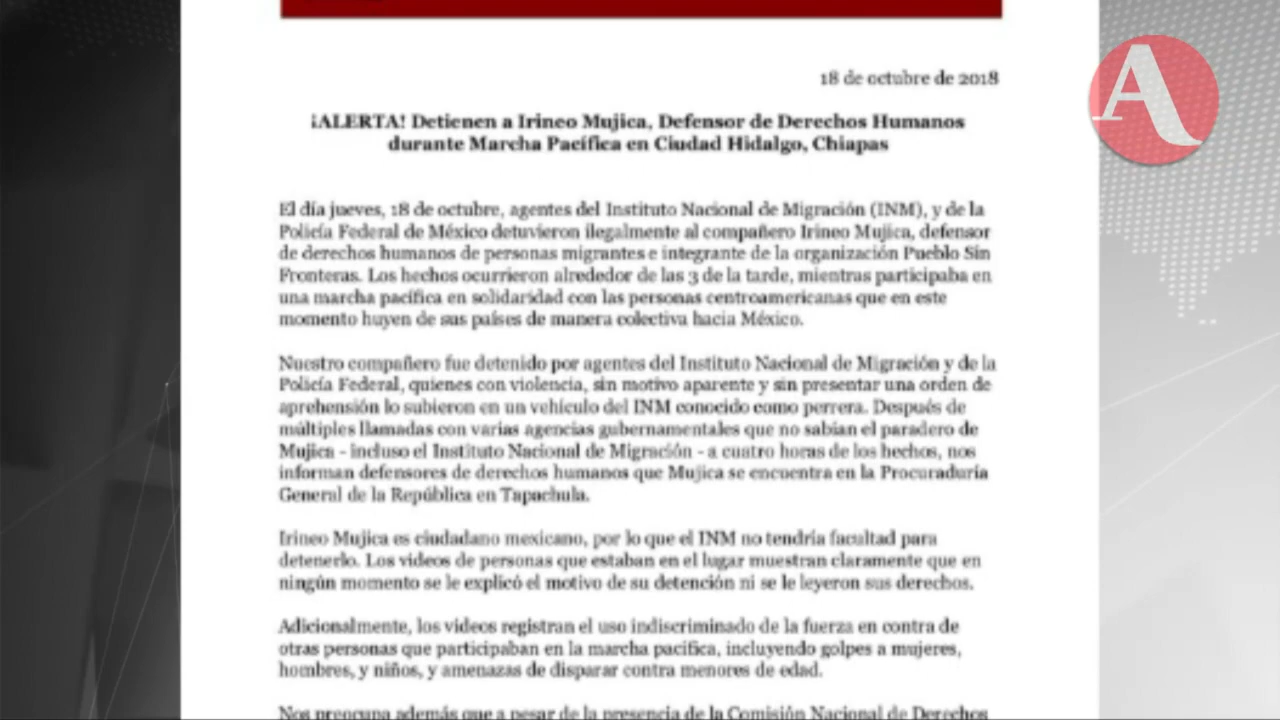 A
18 de octubre de 2018
¡ALERTA! Detienen a Irineo Mujica, Defensor de Derechos Humanos
durante Marcha Pacífica en Ciudad Hidalgo, Chiapas
El día jueves, 18 de octubre, agentes del Instituto Nacional de Migración (INM), y de la
Policía Federal de México detuvieron ilegalmente al compañero Irineo Mujica, defensor
de derechos humanos de personas migrantes e integrante de la organización Pueblo Sin
Fronteras. Los hechos ocurrieron alrededor de las 3 de la tarde, mientras participaba en
una marcha pacífica en solidaridad con las personas centroamericanas que en este
momento huyen de sus países de manera colectiva hacia México.
Nuestro compañero fue detenido por agentes del Instituto Nacional de Migración y de la
Policía Federal, quienes con violencia, sin motivo aparente y sin presentar una orden de
aprehensión lo subieron en un vehículo del INM conocido como perrera. Después de
múltiples llamadas con varias agencias gubernamentales que no sabían el paradero de
Mujica - incluso el Instituto Nacional de Migración - a cuatro horas de los hechos, nos
informan defensores de derechos humanos que Mujica se encuentra en la Procuraduría
General de la República en Tapachula.
Irineo Mujica es ciudadano mexicano, por lo que el INM no tendría facultad para
detenerlo. Los videos de personas que estaban en el lugar muestran claramente que en
ningún momento se le explicó el motivo de su detención ni se le leyeron sus derechos.
Adicionalmente, los videos registran el uso indiscriminado de la fuerza en contra de
otras personas que participaban en la marcha pacífica, incluyendo golpes a mujeres,
hombres, y niños, y amenazas de disparar contra menores de edad.
Nos preocupa además que a pesar de la presencia de la Comisión Nacional de Derechos